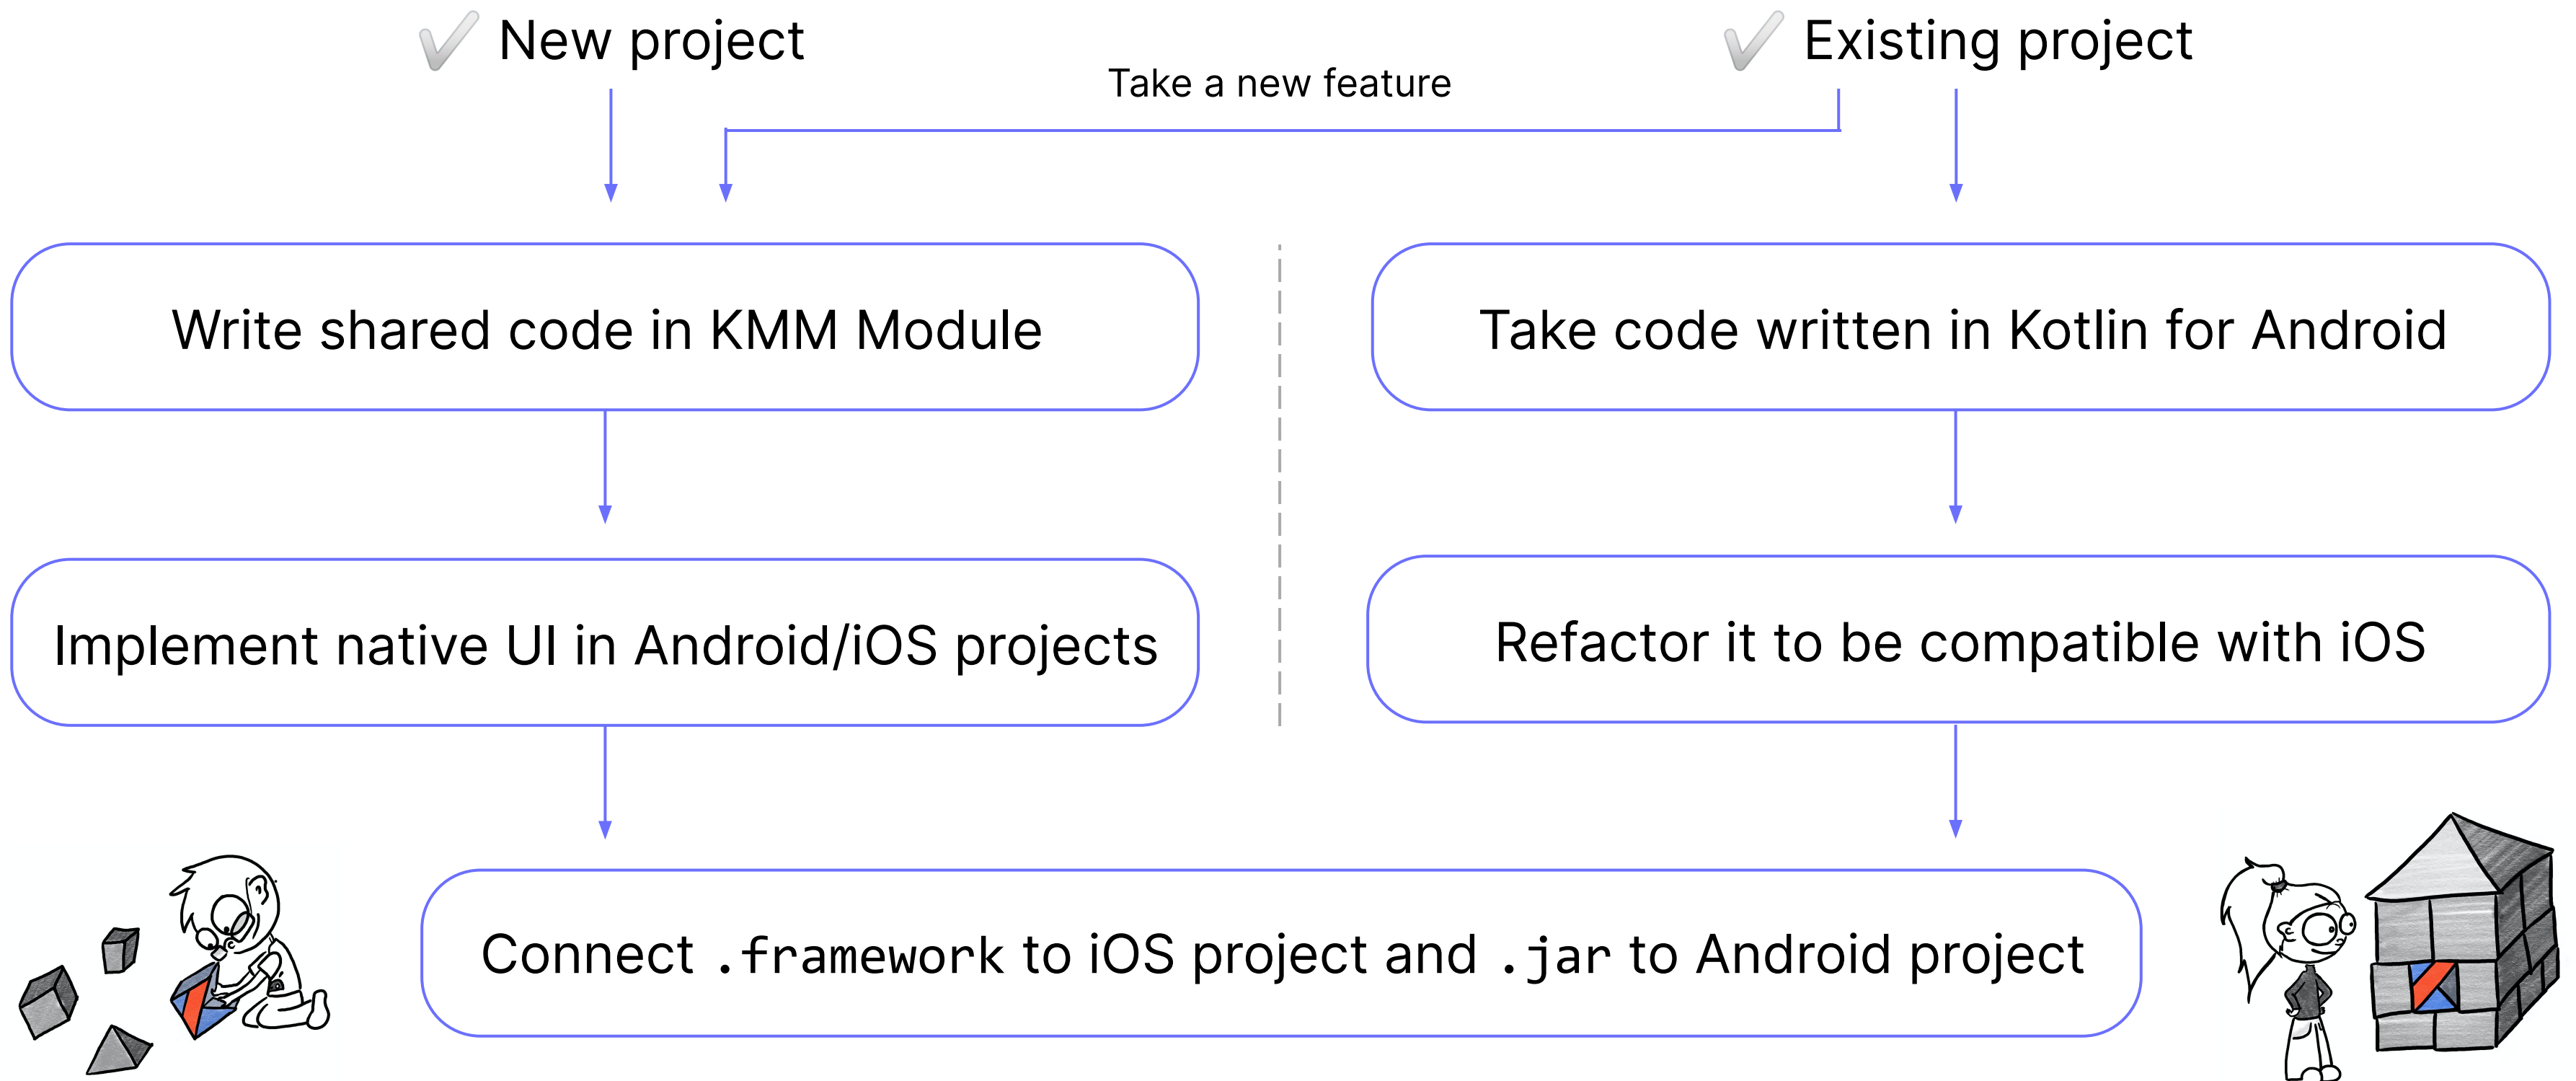 New project
Existing project
Take a new feature
Write shared code in KMM Module
Take code written in Kotlin for Android
Implement native UI in Android/iOS projects
Refactor it to be compatible with iOS
Connect .framework to iOS project and .jar to Android project